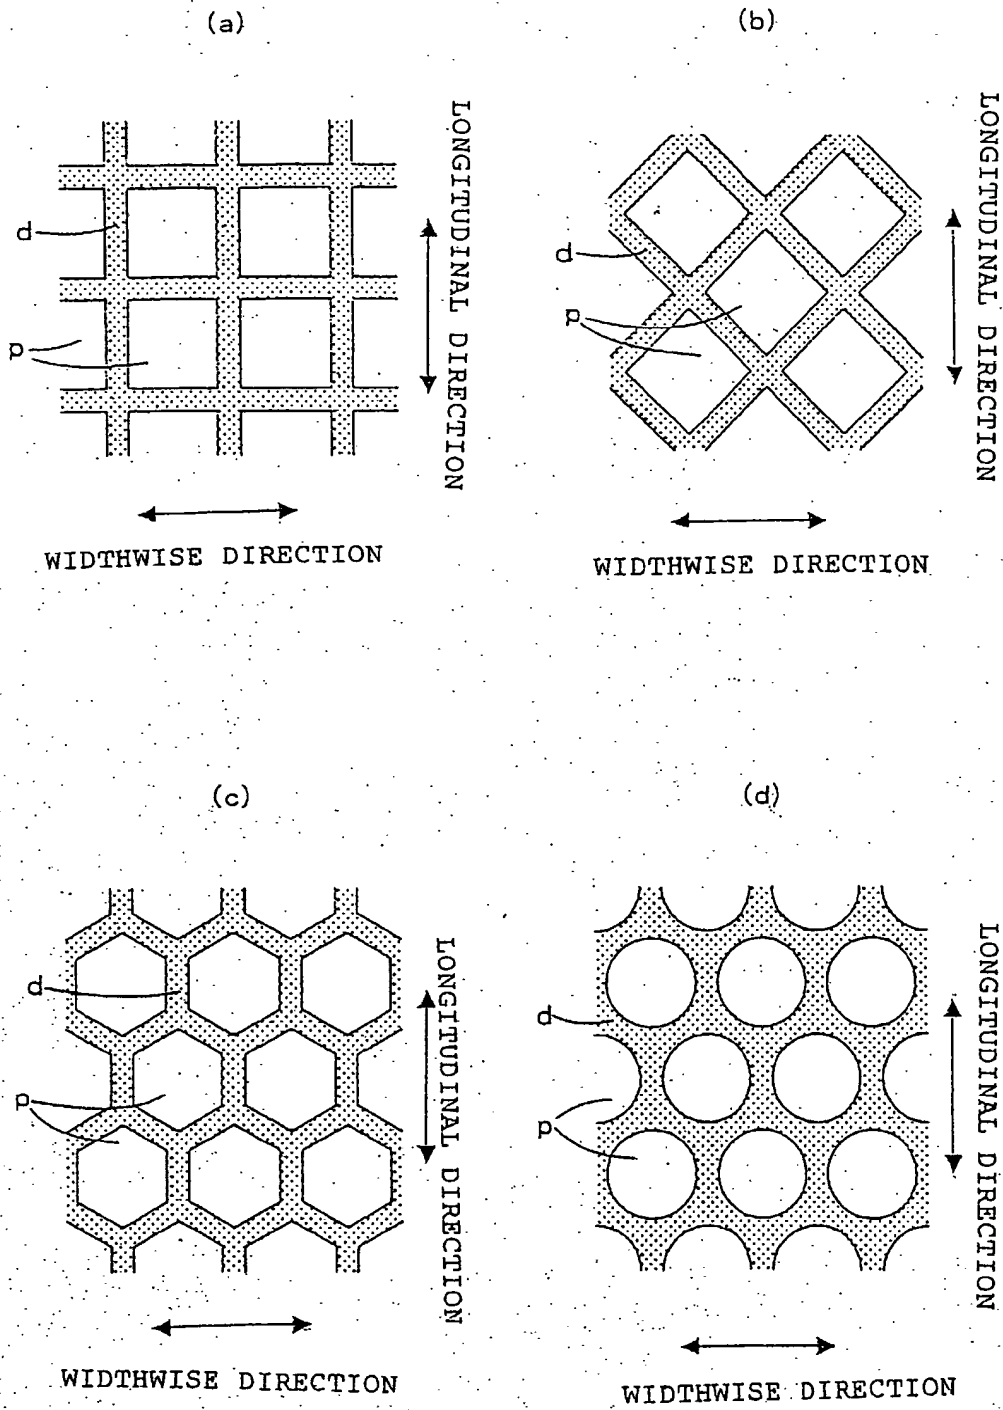 (a)
LONGITUDINAL DIRECTION
d
p
WIDTHWISE DIRECTION
(b)
LONGITUDINAL DIRECTION
d
p
WIDTHWISE DIRECTION
(c)
LONGITUDINAL DIRECTION
d
p
WIDTHWISE DIRECTION
(d)
LONGITUDINAL DIRECTION
d
p
WIDTHWISE DIRECTION